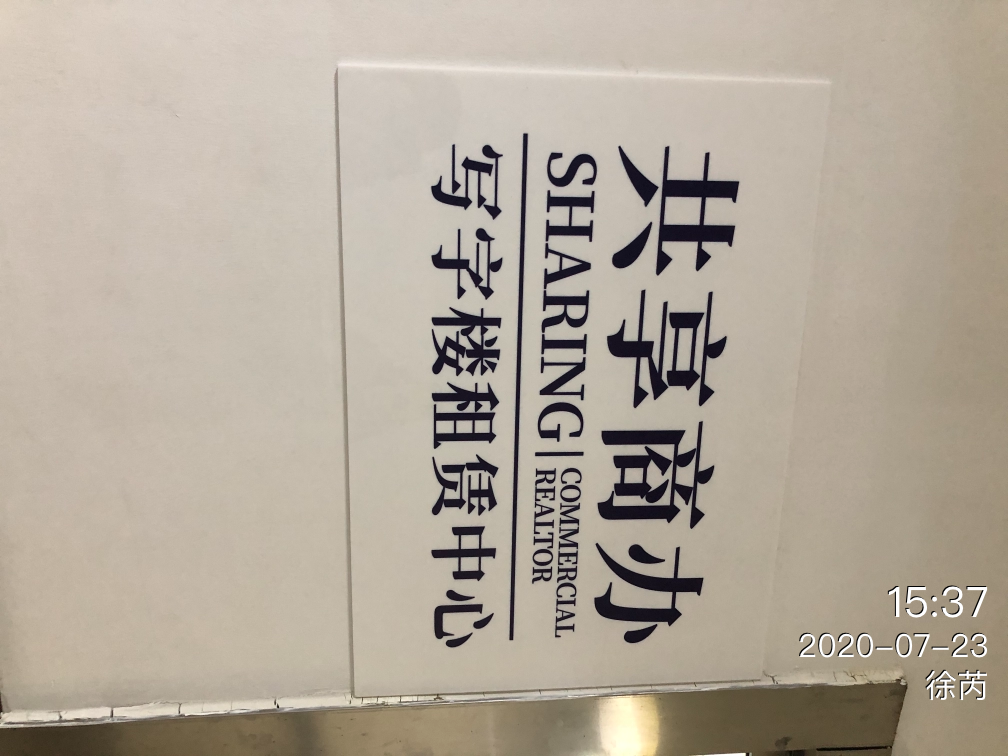 共享商办
SHARING
COMMERCIAL
REALTOR
写字楼租赁中心
15:37
2020-07-23
徐芮